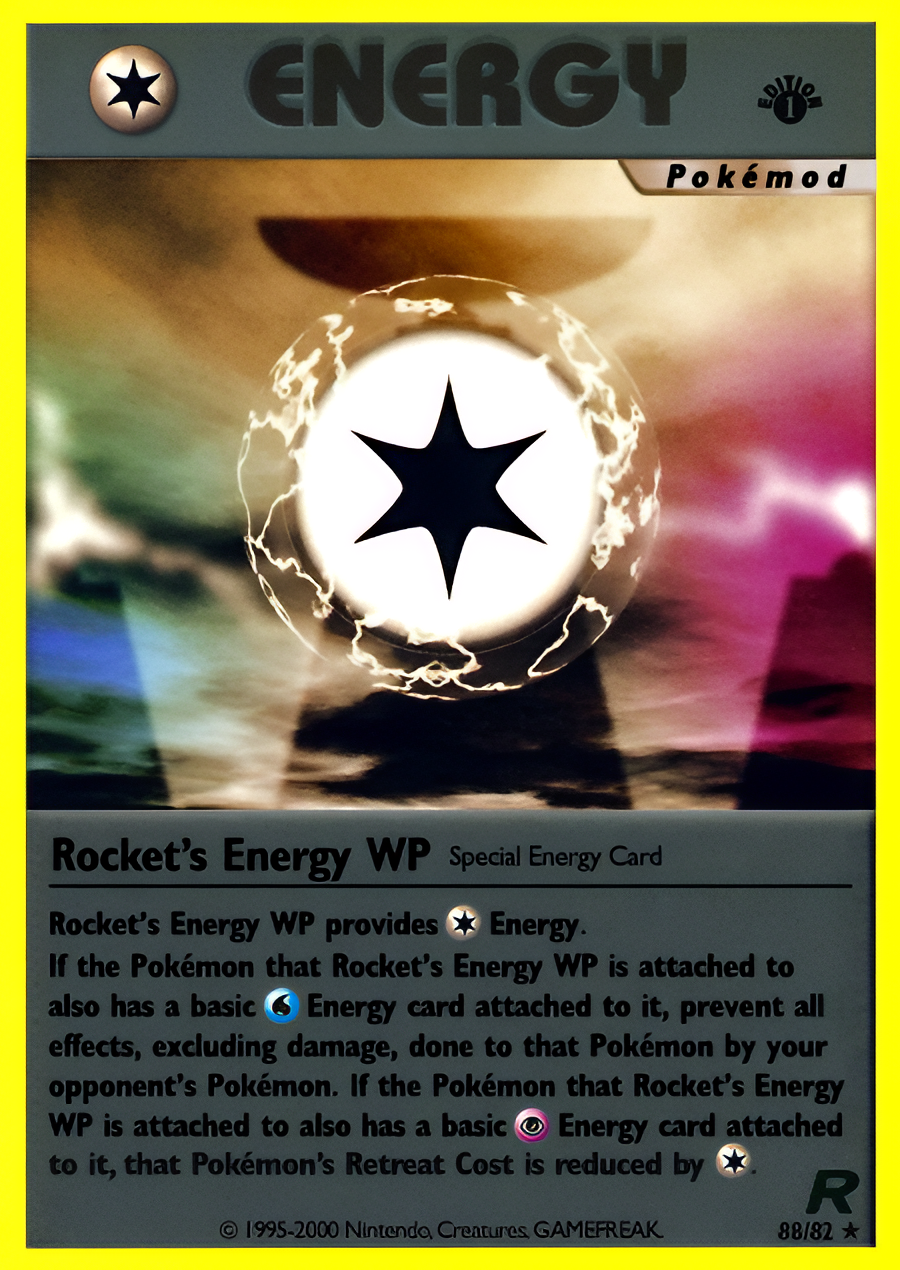 ENERGY
EDITION
1
Pokémod
Rocket's Energy WP Special Energy Card
Rocket's Energy WP provides Energy.
If the Pokémon that Rocket's Energy WP is attached to
also has a basic Energy card attached to it, prevent all
effects, excluding damage, done to that Pokémon by your
opponent's Pokémon. If the Pokémon that Rocket's Energy
WP is attached to also has a basic Energy card attached
to it, that Pokémon's Retreat Cost is reduced by .
R
© 1995-2000 Nintendo, Creatures, GAMEFREAK. 88/82 ★